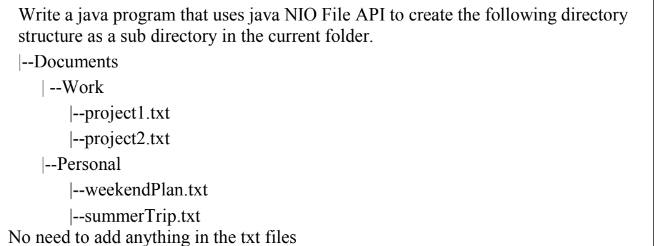 Write a java program that uses java NIO File API to create the following directory
structure as a sub directory in the current folder.
|--Documents
| --Work
|--project1.txt
|--project2.txt
|--Personal
|--weekendPlan.txt
|--summerTrip.txt
No need to add anything in the txt files